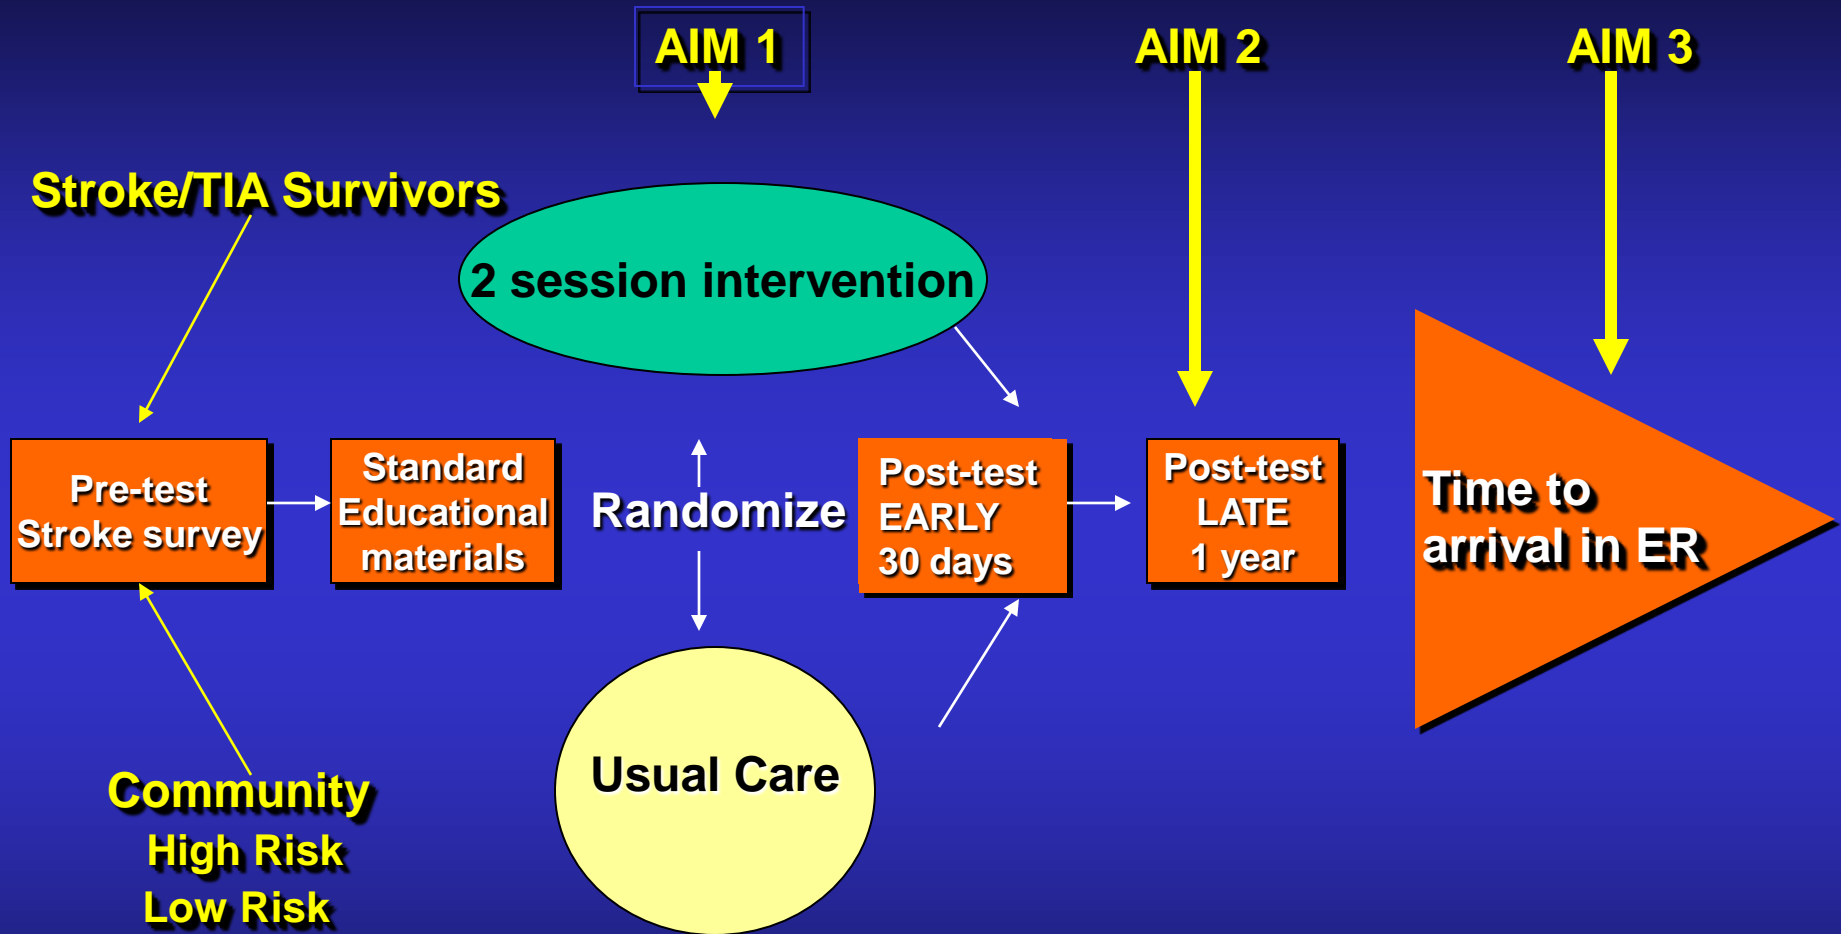 AIM 1
AIM 2
AIM 3
Stroke/TIA Survivors
2 session intervention
Pre-test
Stroke survey
Standard
Educational
materials
Randomize
Post-test
EARLY
30 days
Post-test
LATE
1 year
Time to
arrival in ER
Usual Care
Community
High Risk
Low Risk